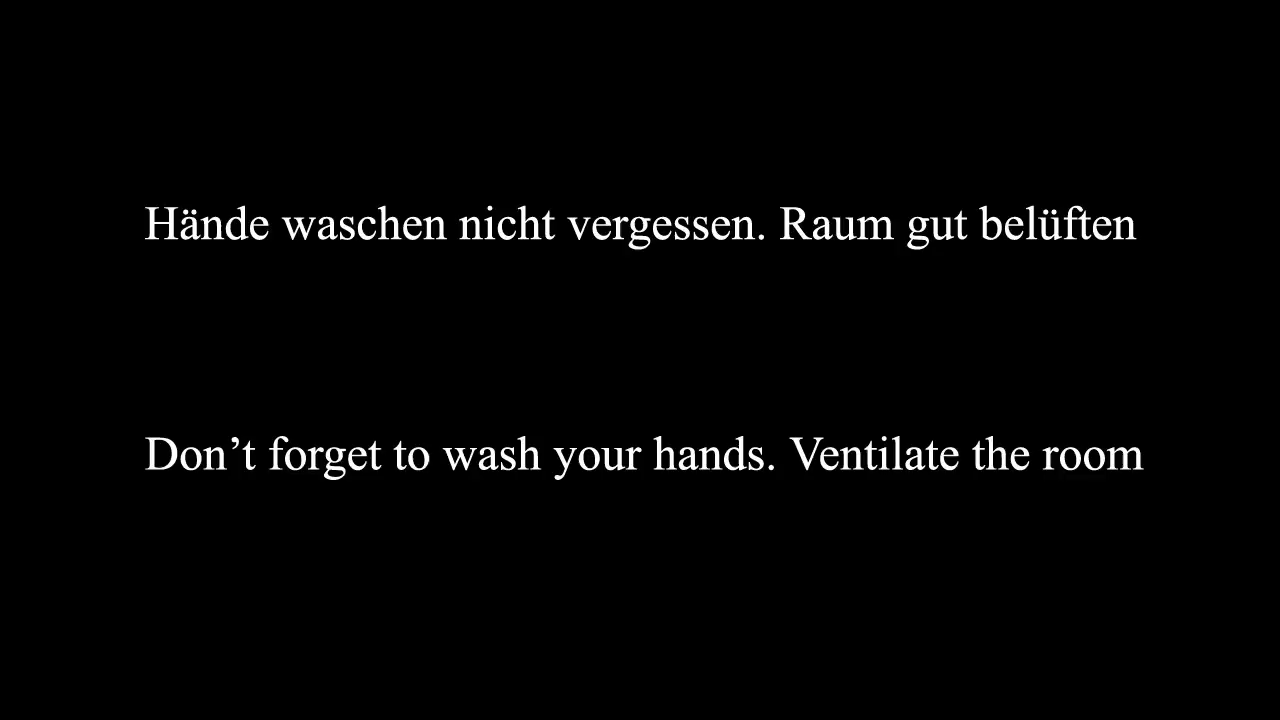 Hände waschen nicht vergessen. Raum gut belüften
Don’t forget to wash your hands. Ventilate the room